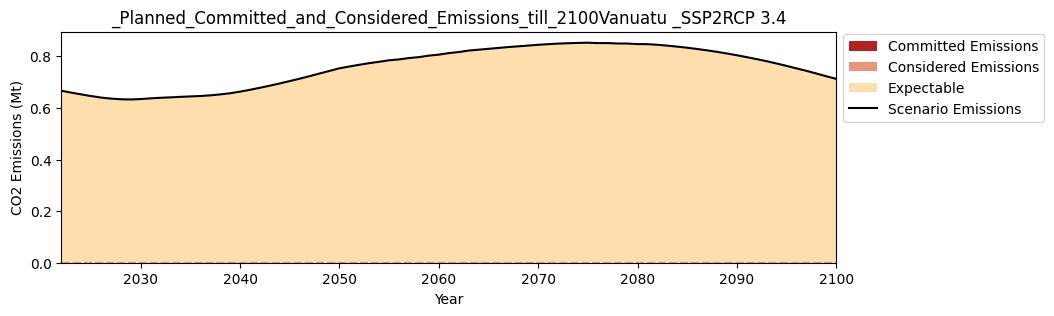 _Planned_Committed_and_Considered_Emissions_till_2100Vanuatu _SSP2RCP 3.4
CO2 Emissions (Mt)
0.8
0.6
0.4
0.2
0.0
2030 2040 2050 2060 2070 2080 2090 2100
Year
Committed Emissions
Considered Emissions
Expectable
Scenario Emissions